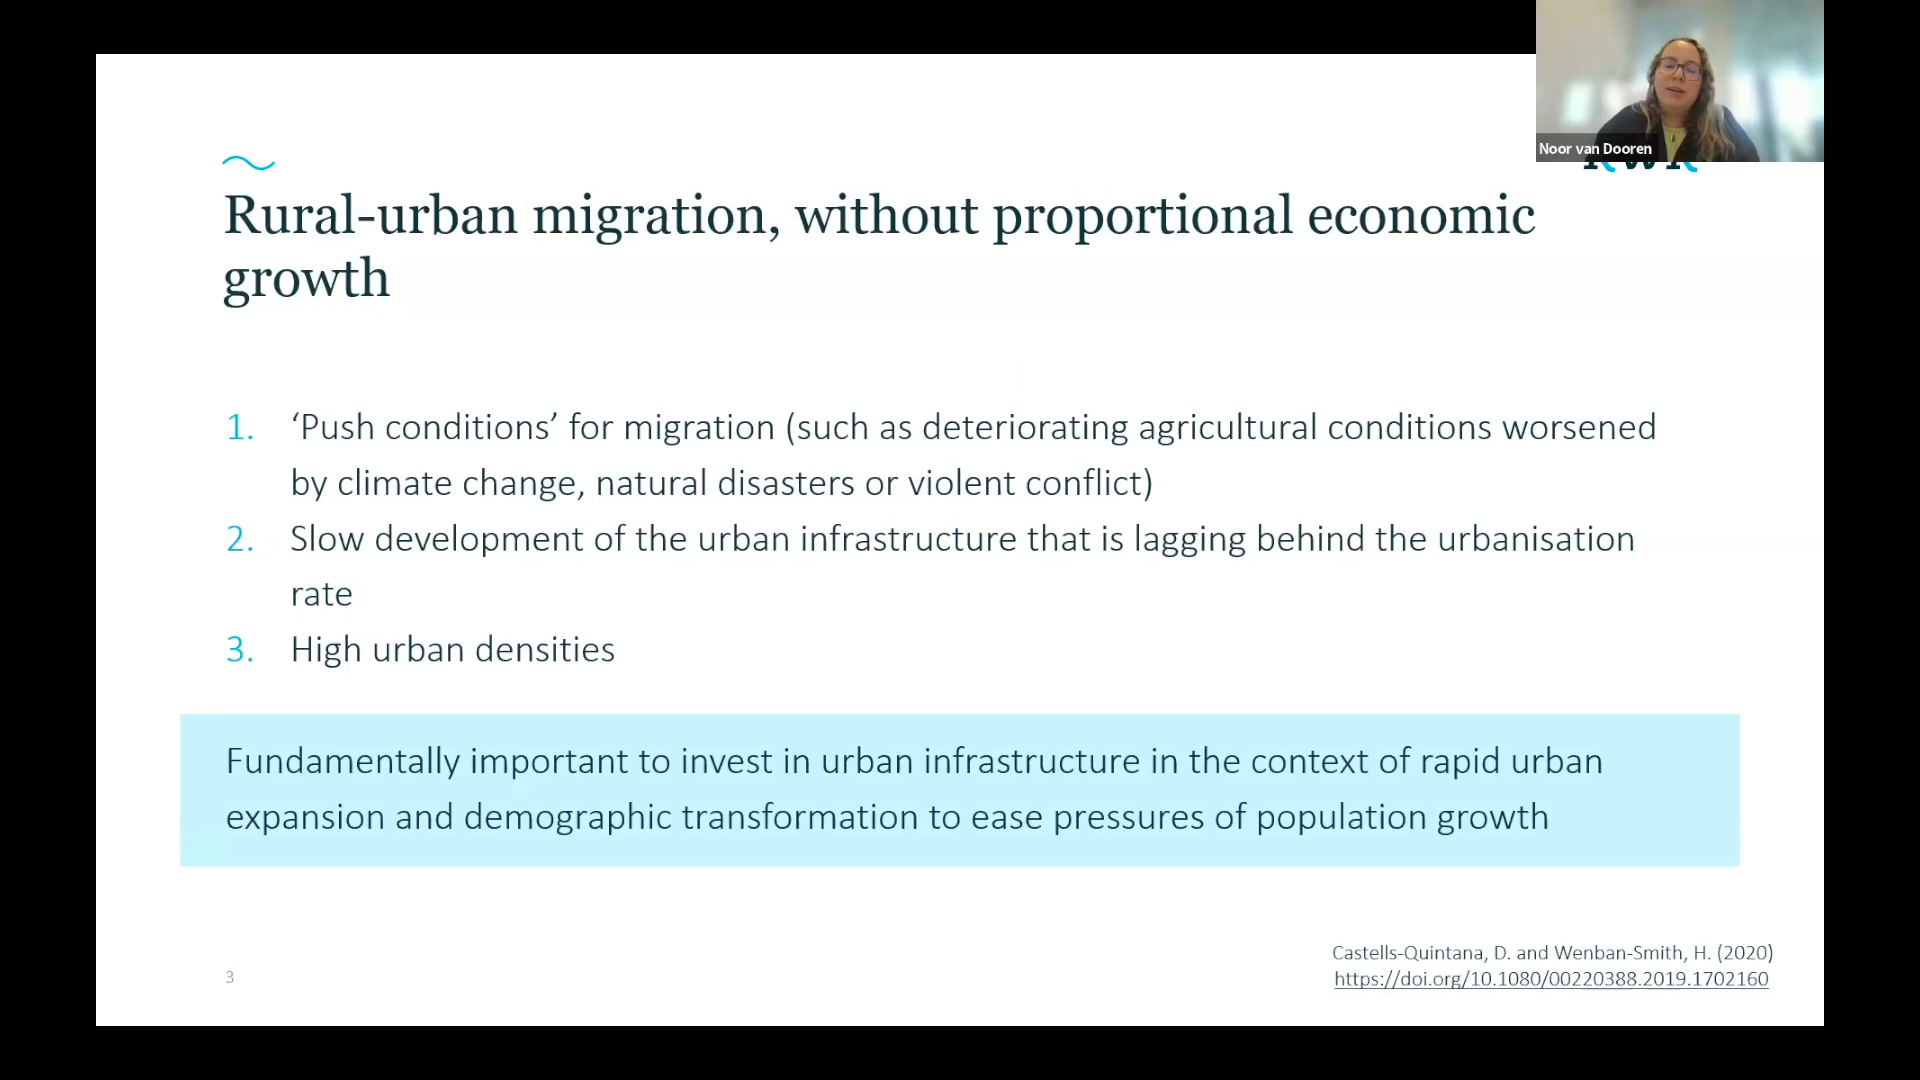 Noor van Dooren
Rural-urban migration, without proportional economic
growth
1. ‘Push conditions’ for migration (such as deteriorating agricultural conditions worsened
by climate change, natural disasters or violent conflict)
2. Slow development of the urban infrastructure that is lagging behind the urbanisation
rate
3. High urban densities
Fundamentally important to invest in urban infrastructure in the context of rapid urban
expansion and demographic transformation to ease pressures of population growth
Castells-Quintana, D. and Wenban-Smith, H. (2020)
https://doi.org/10.1080/00220388.2019.1702160
3